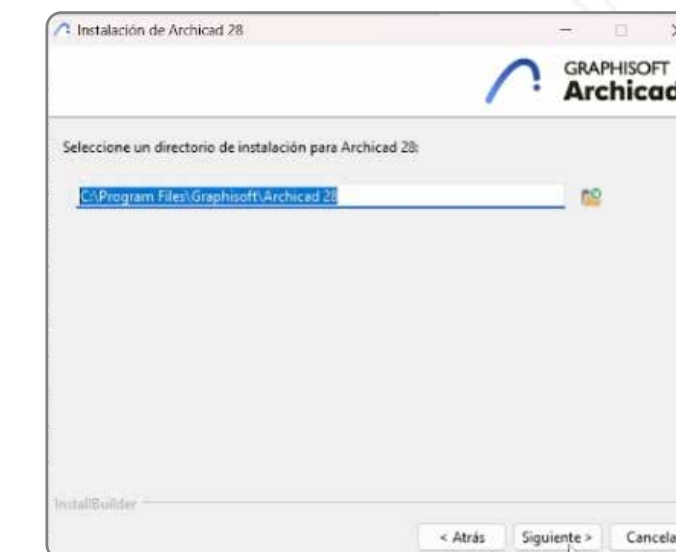 Instalación de Archicad 28
GRAPHISOFT
Archicad
Seleccione un directorio de instalación para Archicad 28:
C:\Program Files\Graphisoft\Archicad 28
InstallBuilder
< Atrás Siguiente > Cancela